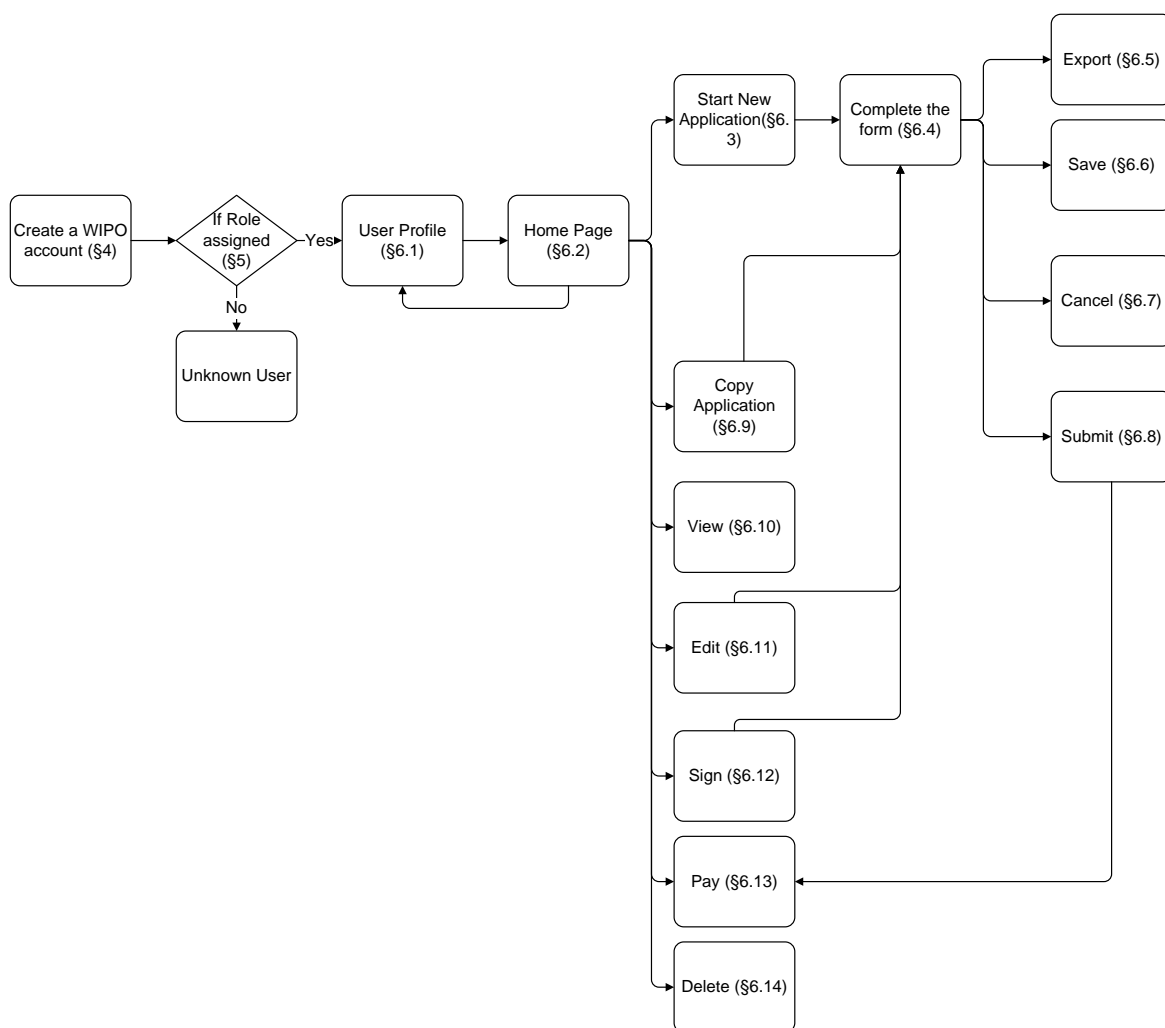 Create a WIPO
account (§4)
If Role
assigned
(§5)
Yes
No
Unknown User
User Profile
(§6.1)
Home Page
(§6.2)
Start New
Application(§6.
3)
Complete the
form (§6.4)
Export (§6.5)
Save (§6.6)
Cancel (§6.7)
Submit (§6.8)
Copy
Application
(§6.9)
View (§6.10)
Edit (§6.11)
Sign (§6.12)
Pay (§6.13)
Delete (§6.14)